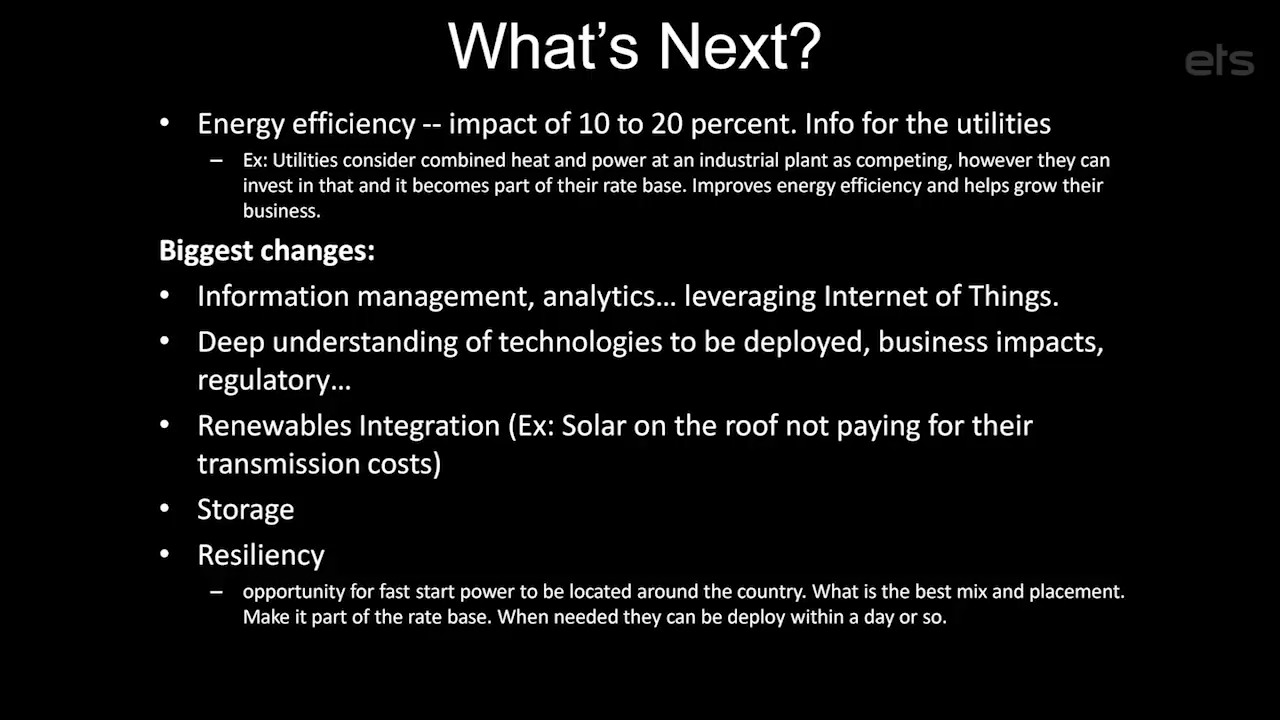 What's Next?
ets
• Energy efficiency -- impact of 10 to 20 percent. Info for the utilities
– Ex: Utilities consider combined heat and power at an industrial plant as competing, however they can
invest in that and it becomes part of their rate base. Improves energy efficiency and helps grow their
business.
Biggest changes:
• Information management, analytics… leveraging Internet of Things.
• Deep understanding of technologies to be deployed, business impacts,
regulatory…
• Renewables Integration (Ex: Solar on the roof not paying for their
transmission costs)
• Storage
• Resiliency
– opportunity for fast start power to be located around the country. What is the best mix and placement.
Make it part of the rate base. When needed they can be deploy within a day or so.